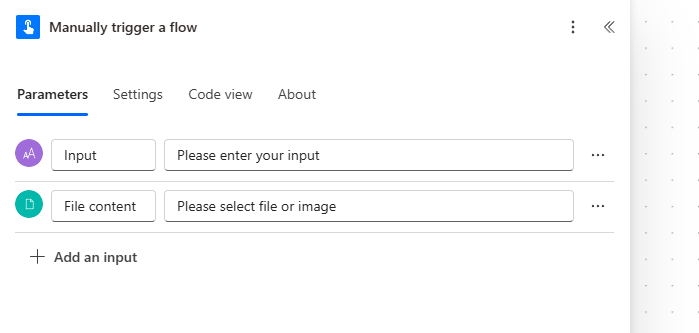 Manually trigger a flow
Parameters Settings Code view About
AA Input Please enter your input
File content Please select file or image
Add an input